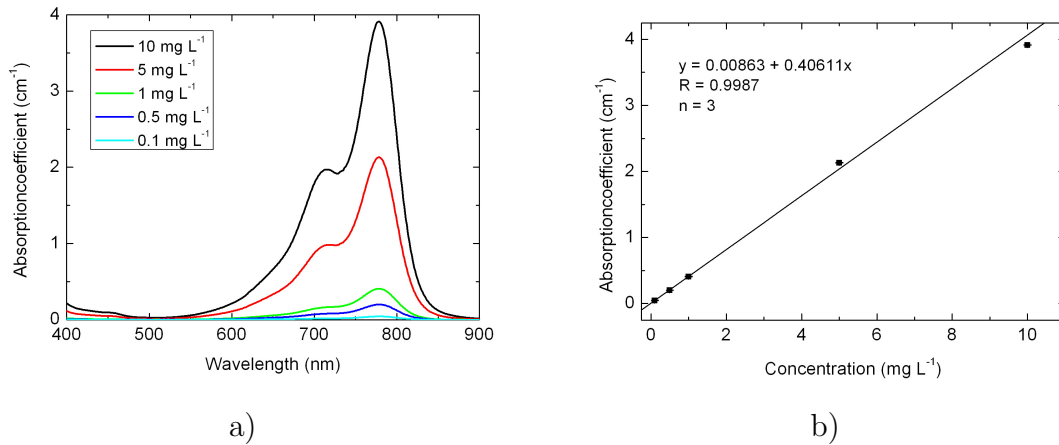 10 mg L⁻¹
5 mg L⁻¹
1 mg L⁻¹
0.5 mg L⁻¹
0.1 mg L⁻¹
Absorptioncoefficient (cm⁻¹)
4
3
2
1
0
400 500 600 700 800 900
Wavelength (nm)
a)
y = 0.00863 + 0.40611x
R = 0.9987
n = 3
Absorptioncoefficient (cm⁻¹)
4
3
2
1
0
0 2 4 6 8 10
Concentration (mg L⁻¹)
b)